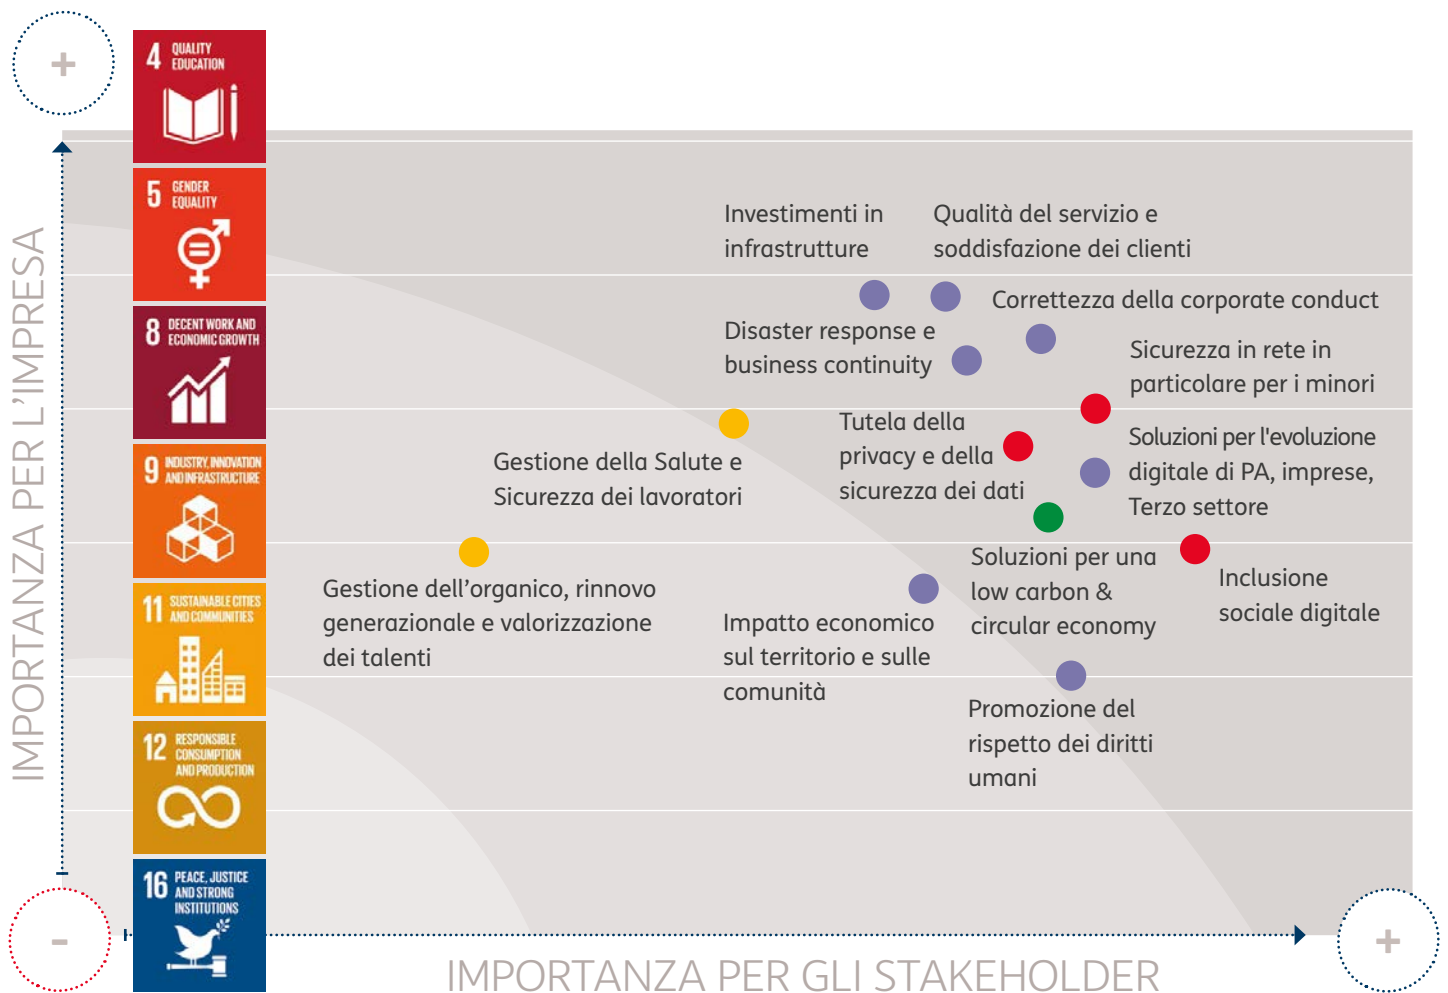 +
4 QUALITY
EDUCATION
5 GENDER
EQUALITY
8 DECENT WORK AND
ECONOMIC GROWTH
9 INDUSTRY, INNOVATION
AND INFRASTRUCTURE
11 SUSTAINABLE CITIES
AND COMMUNITIES
12 RESPONSIBLE
CONSUMPTION
AND PRODUCTION
16 PEACE, JUSTICE
AND STRONG
INSTITUTIONS
IMPORTANZA PER L'IMPRESA
Investimenti in
infrastrutture
Qualità del servizio e
soddisfazione dei clienti
Correttezza della corporate conduct
Disaster response e
business continuity
Sicurezza in rete in
particolare per i minori
Tutela della
privacy e della
sicurezza dei dati
Soluzioni per l'evoluzione
digitale di PA, imprese,
Terzo settore
Gestione della Salute e
Sicurezza dei lavoratori
Soluzioni per una
low carbon &
circular economy
Inclusione
sociale digitale
Gestione dell’organico, rinnovo
generazionale e valorizzazione
dei talenti
Impatto economico
sul territorio e sulle
comunità
Promozione del
rispetto dei diritti
umani
-
+
IMPORTANZA PER GLI STAKEHOLDER